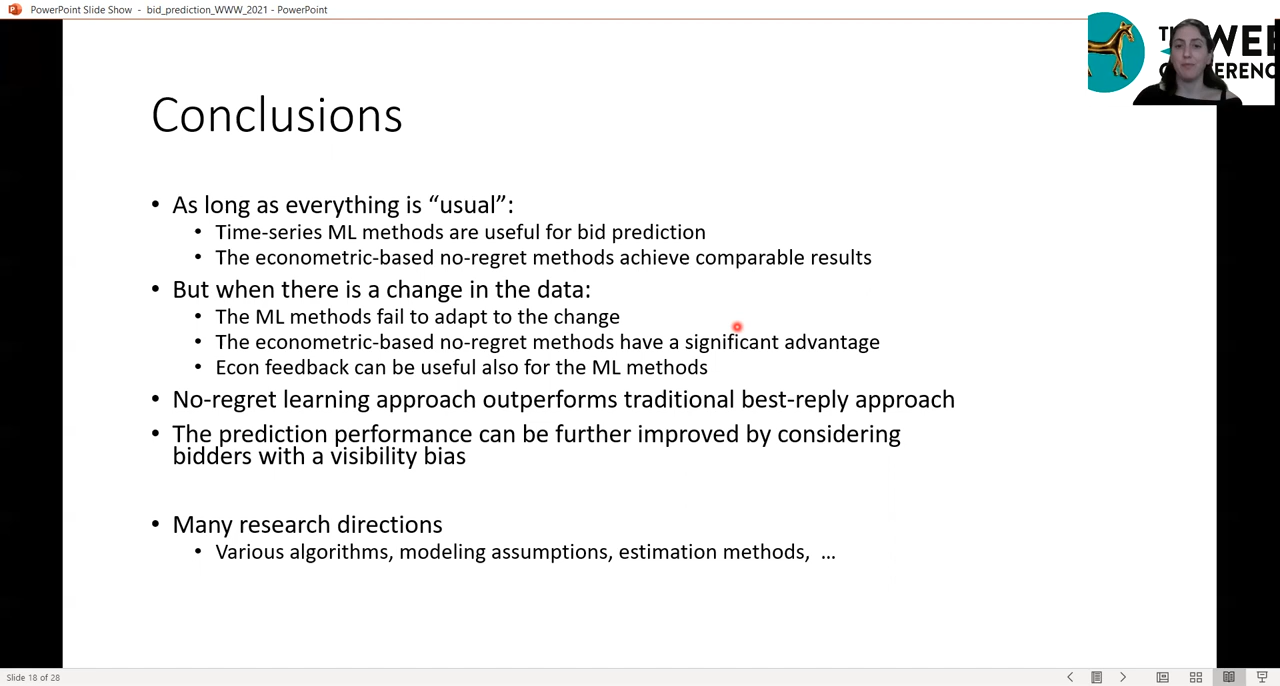 PowerPoint Slide Show - bid_prediction_WWW_2021 - PowerPoint
Conclusions
• As long as everything is “usual”:
• Time-series ML methods are useful for bid prediction
• The econometric-based no-regret methods achieve comparable results
• But when there is a change in the data:
• The ML methods fail to adapt to the change
• The econometric-based no-regret methods have a significant advantage
• Econ feedback can be useful also for the ML methods
• No-regret learning approach outperforms traditional best-reply approach
• The prediction performance can be further improved by considering
bidders with a visibility bias
• Many research directions
• Various algorithms, modeling assumptions, estimation methods, ...
Slide 18 of 28